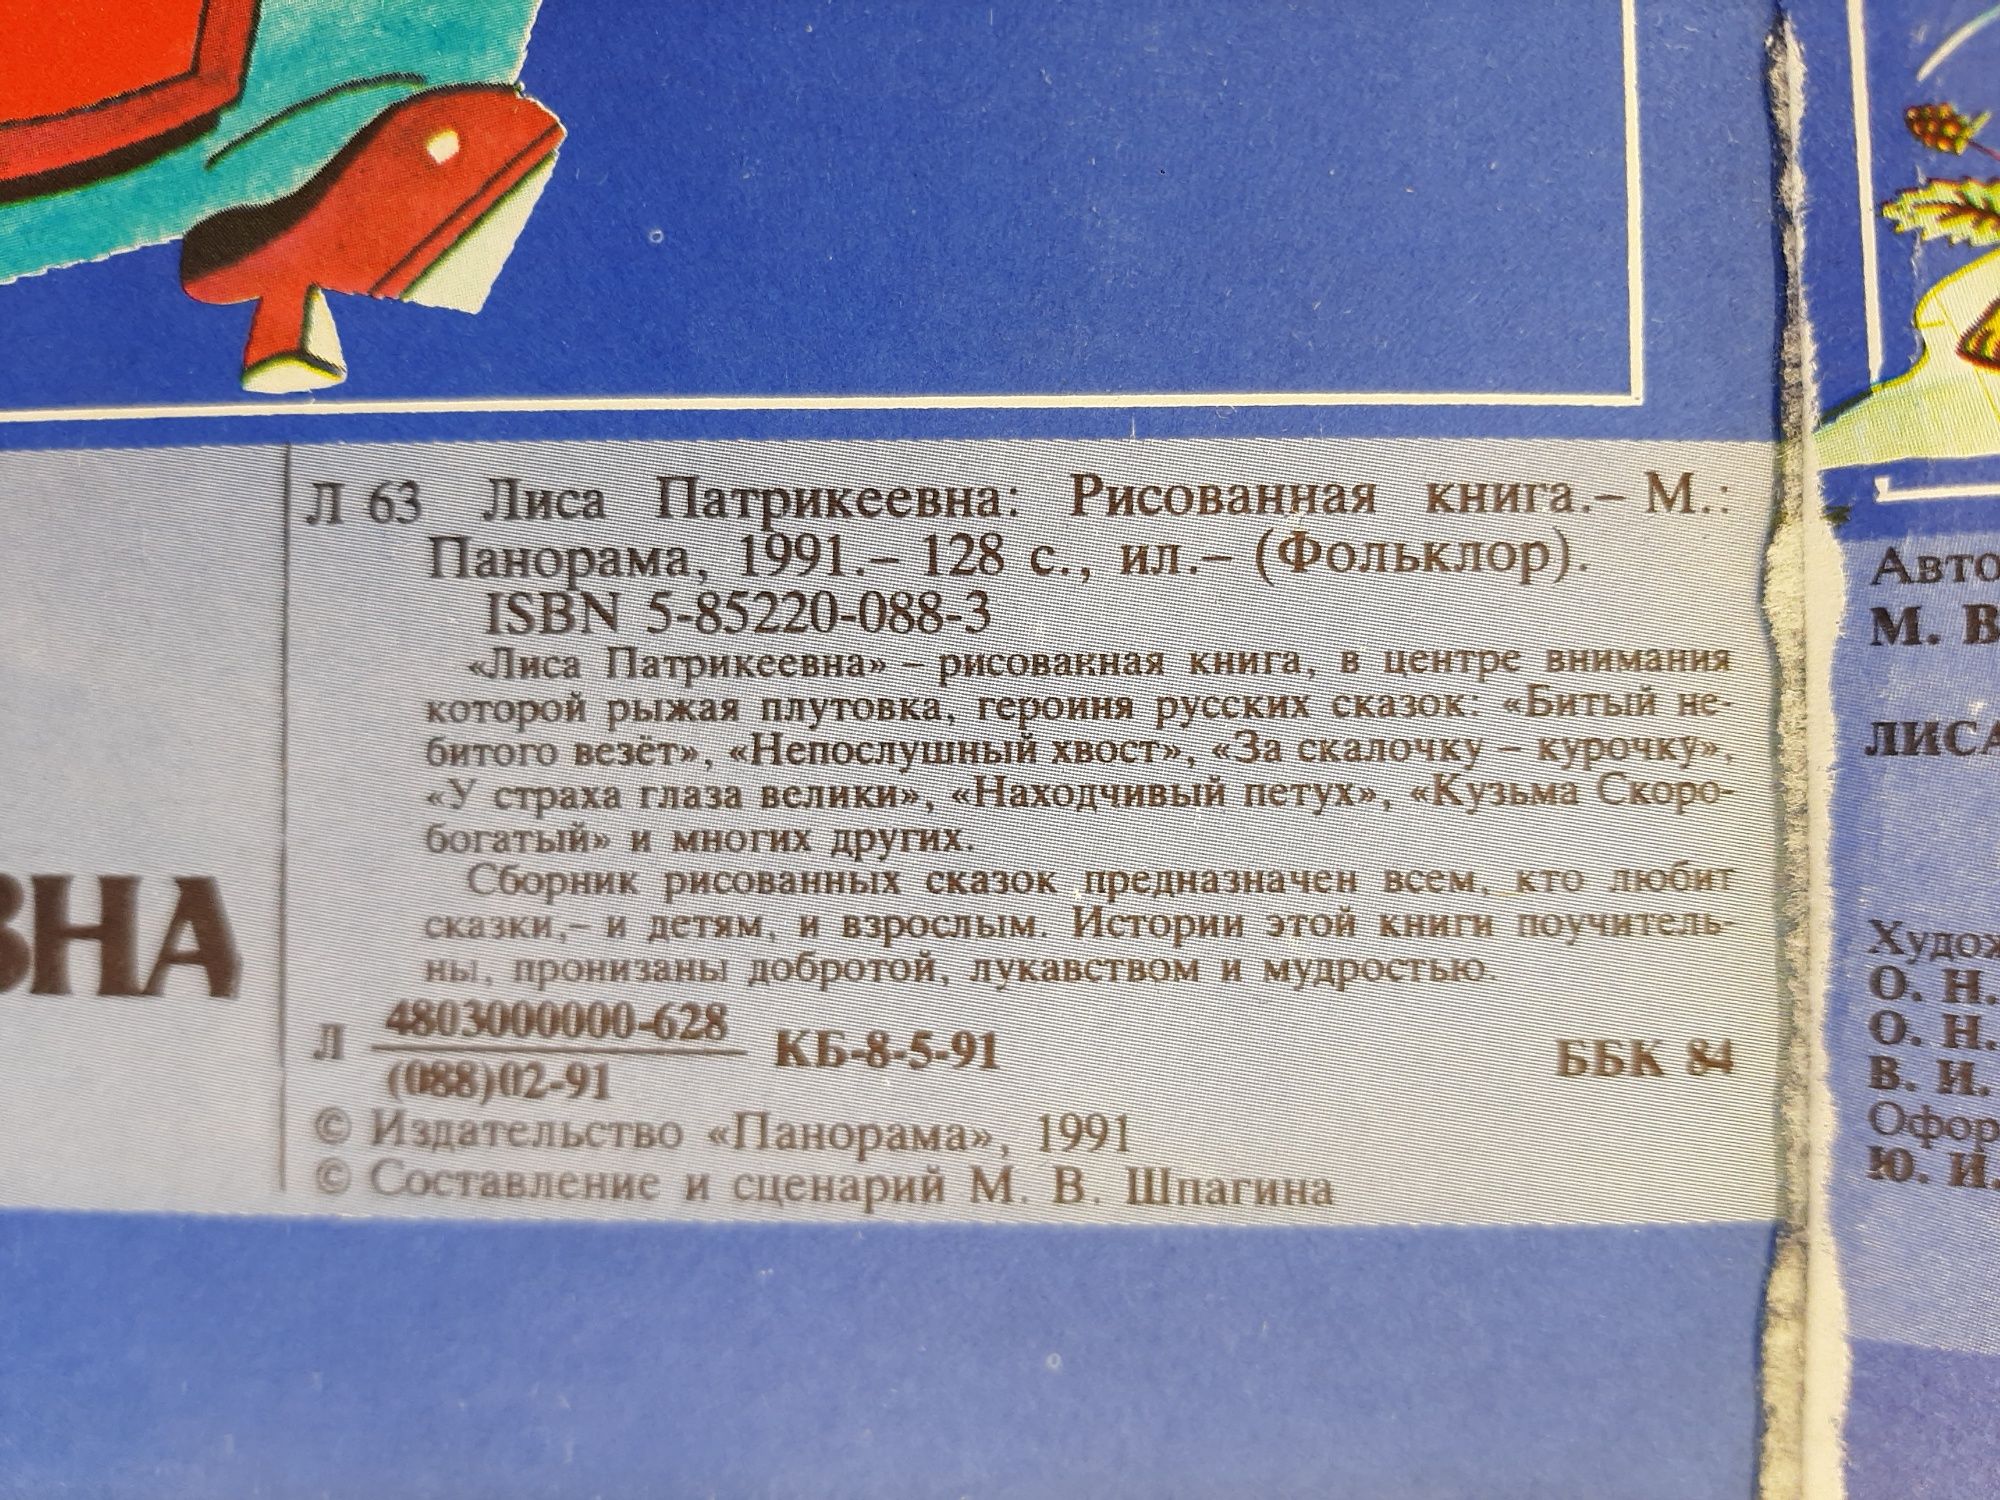 Л 63 Лиса Патрикеевна: Рисованная книга.– М.:
Панорама, 1991.– 128 с., ил.– (Фольклор).
ISBN 5-85220-088-3
«Лиса Патрикеевна» – рисованная книга, в центре внимания
которой рыжая плутовка, героиня русских сказок: «Битый не-
битого везёт», «Непослушный хвост», «За скалочку – курочку»,
«У страха глаза велики», «Находчивый петух», «Кузьма Скоро-
богатый» и многих других.
Сборник рисованных сказок предназначен всем, кто любит
сказки,– и детям, и взрослым. Истории этой книги поучитель-
ны, пронизаны добротой, лукавством и мудростью.
Л 4803000000-628
(088)02-91
КБ-8-5-91
ББК 84
© Издательство «Панорама», 1991
© Составление и сценарий М. В. Шпагина
ВНА
Авто
М. В
ЛИСА
Худож
О. Н.
О. Н.
В. И.
Офор
Ю. И.